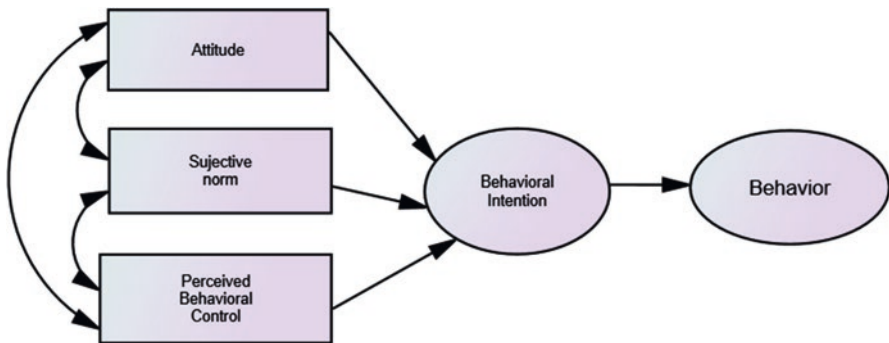 Attitude
Sujective
norm
Perceived
Behavioral
Control
Behavioral
Intention
Behavior